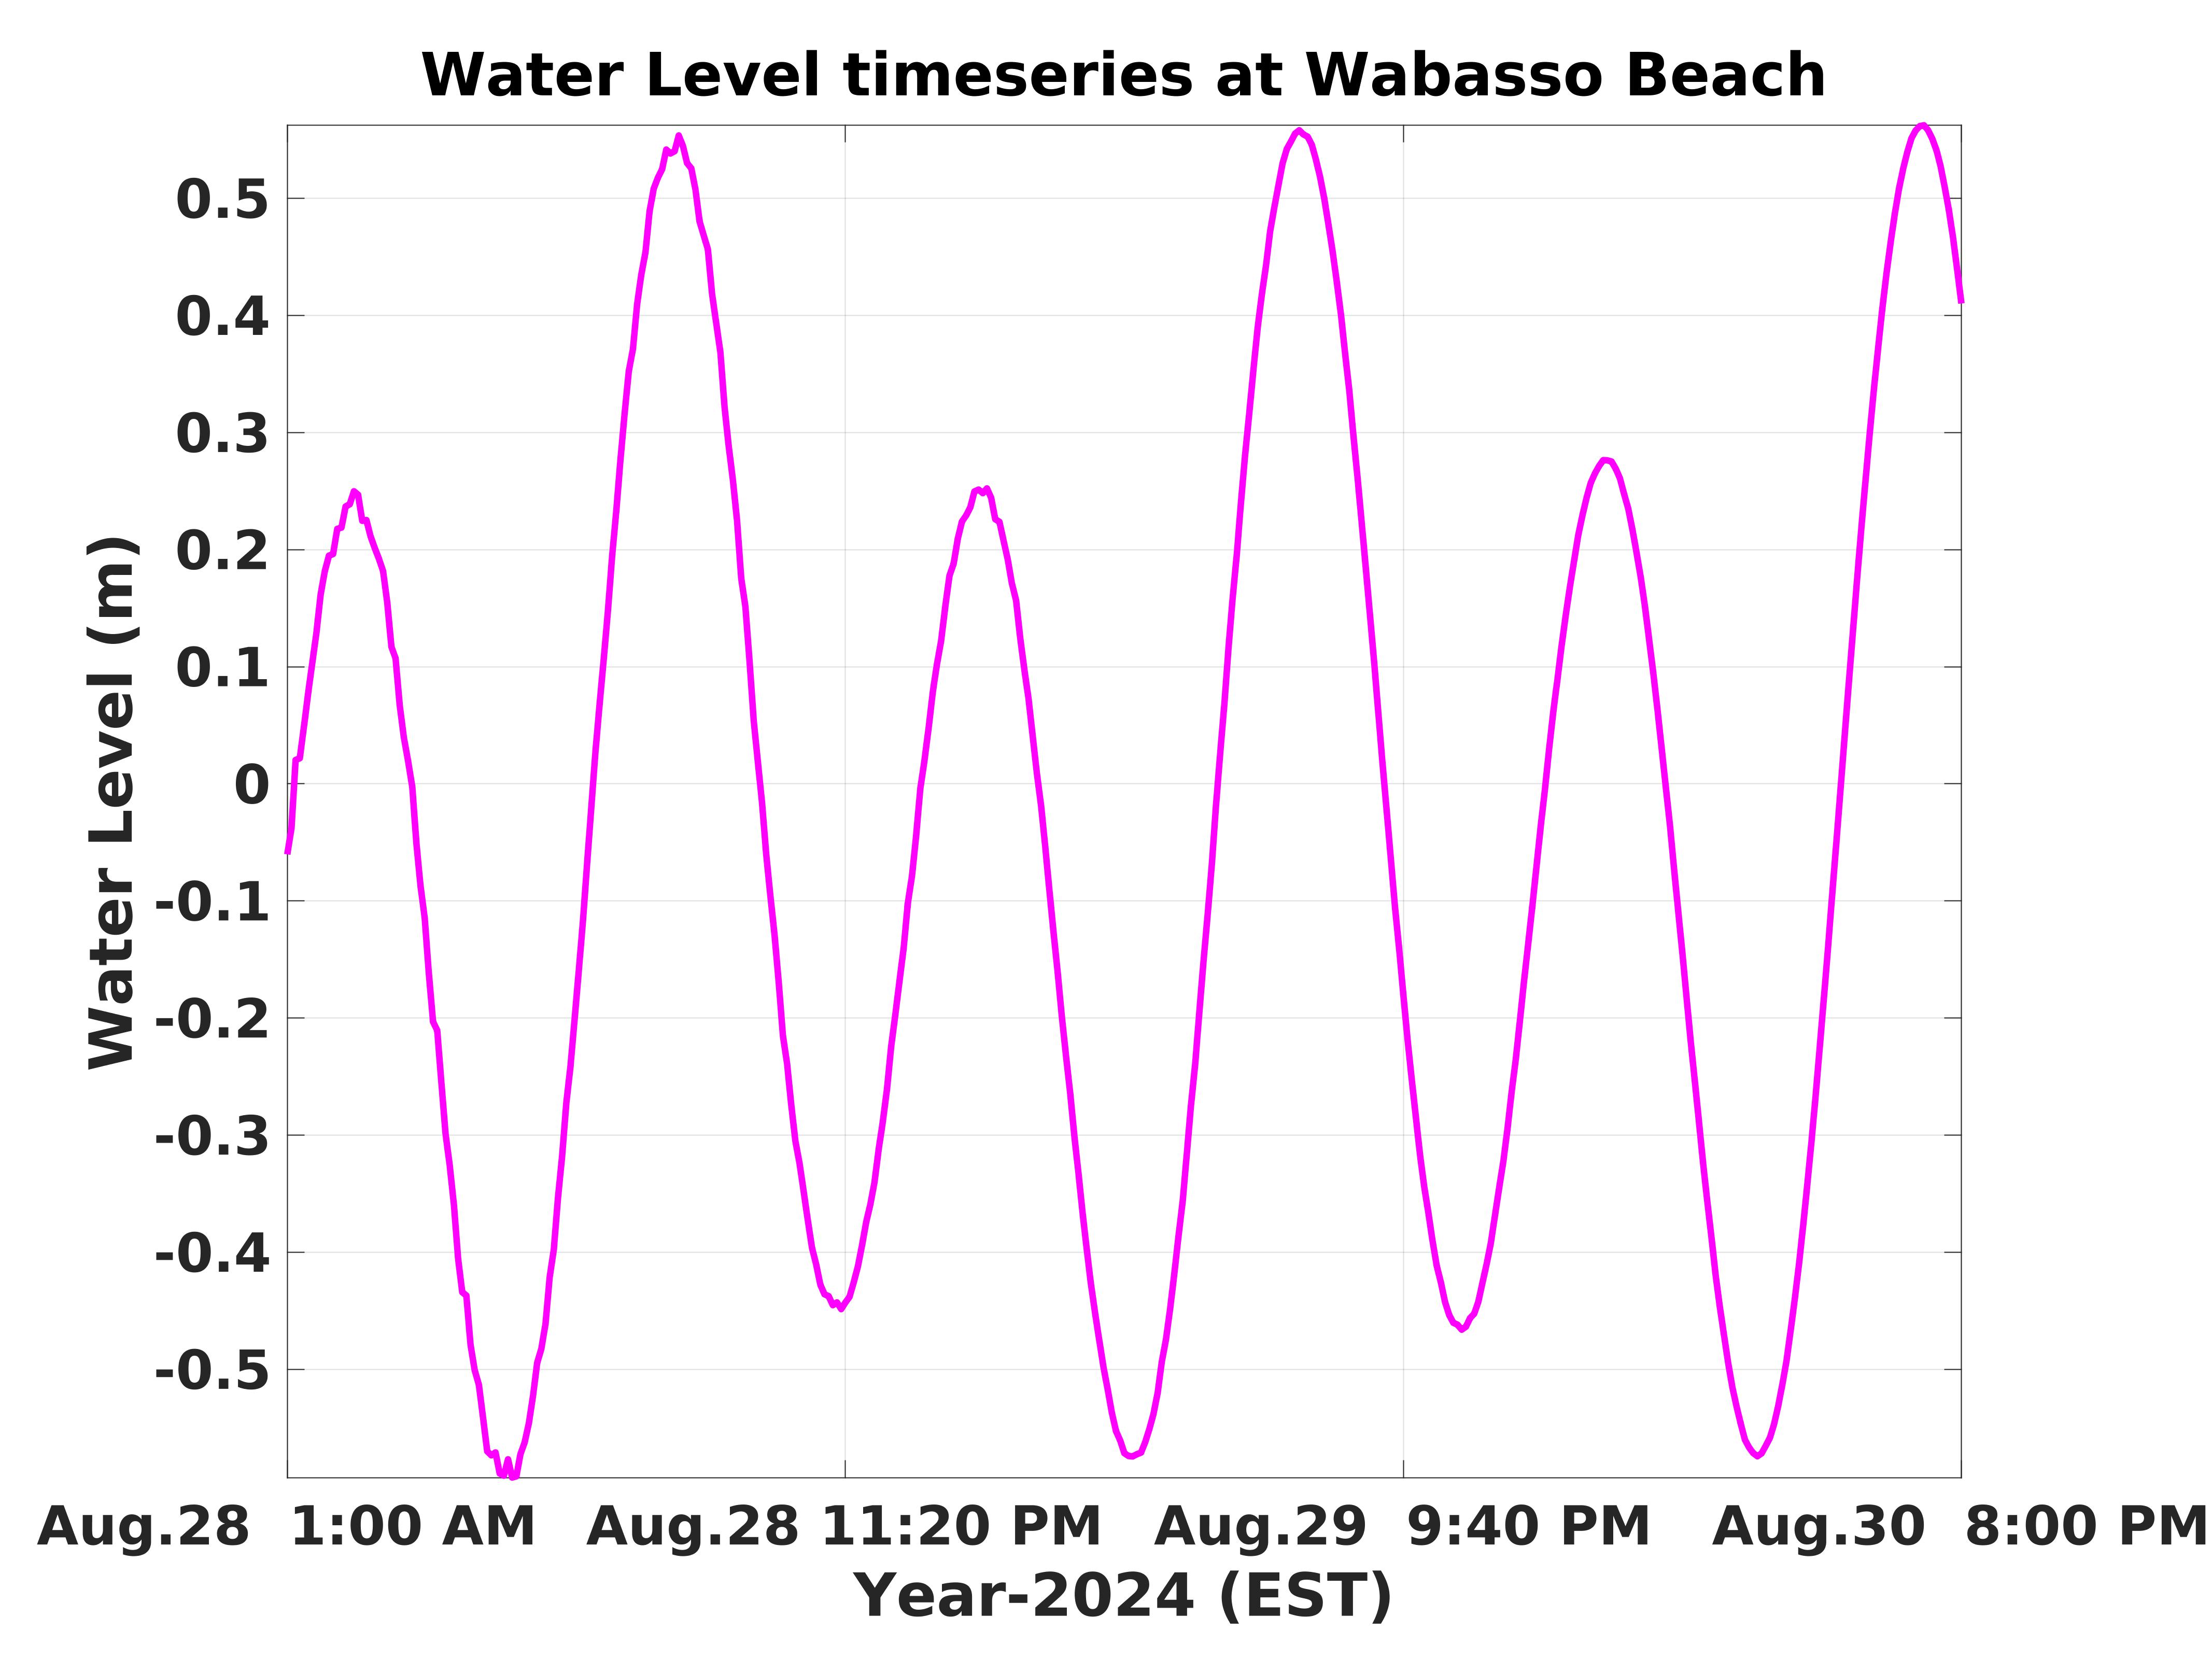 Water Level timeseries at Wabasso Beach
0.5
0.4
0.3
0.2
0.1
0
-0.1
-0.2
-0.3
-0.4
-0.5
Water Level (m)
Aug.28 1:00 AM Aug.28 11:20 PM Aug.29 9:40 PM Aug.30 8:00 PM
Year-2024 (EST)